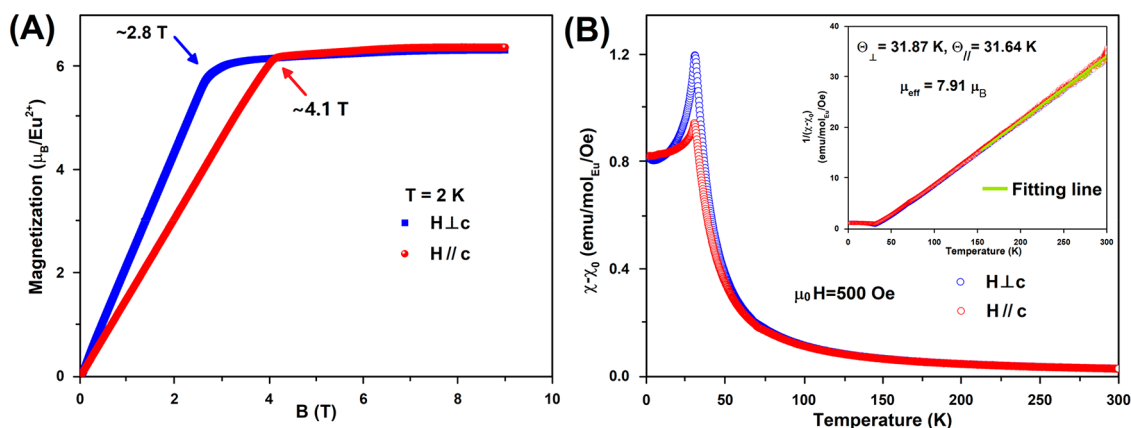 (A)
Magnetization (μB/Eu2+)
6
4
2
0
0
2
4
6
8
10
B (T)
~2.8 T
~4.1 T
T = 2 K
H⊥c
H // c
(B)
χ-χ0 (emu/molEu/Oe)
1.2
0.8
0.4
0.0
0
50
100
150
200
250
300
Temperature (K)
μ0H=500 Oe
H⊥c
H // c
1/(χ-χ0)
(emu/molEu/Oe)
40
30
20
10
0
0
50
100
150
200
250
300
Temperature (K)
Θ⊥ = 31.87 K, Θ// = 31.64 K
μeff = 7.91 μB
Fitting line